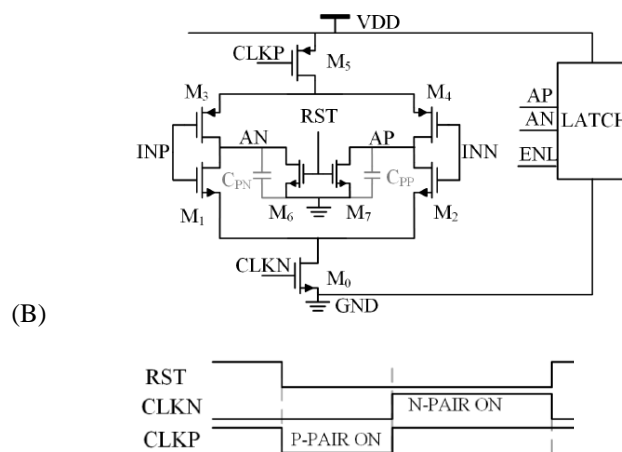 VDD
CLKP
M5
M3
M4
RST
AN
AP
INP
INN
CPN
CPP
M6
M7
M1
M2
CLKN
M0
GND
AP
AN
LATCH
ENL
(B)
RST
CLKN
N-PAIR ON
CLKP
P-PAIR ON